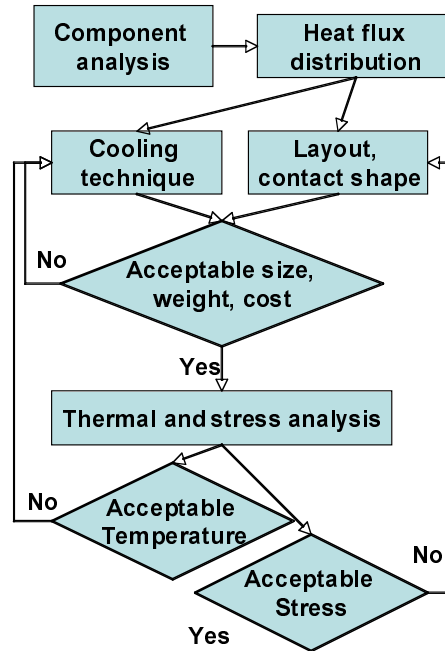 Component
analysis
Heat flux
distribution
Cooling
technique
Layout,
contact shape
No
Acceptable size,
weight, cost
Yes
Thermal and stress analysis
No
Acceptable
Temperature
No
Acceptable
Stress
Yes